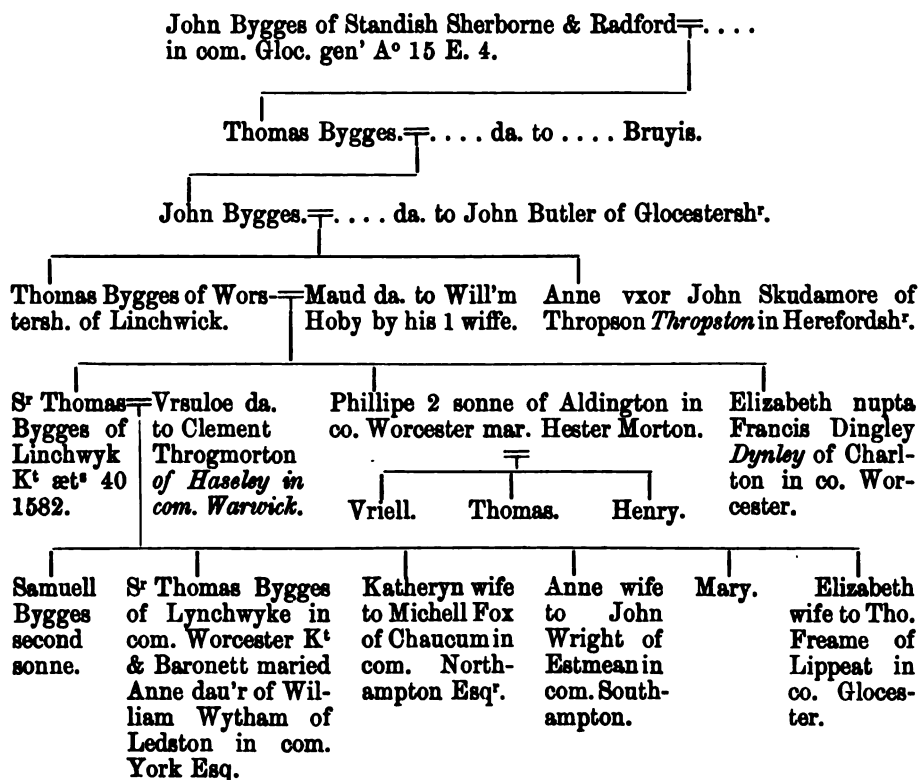 John Bygges of Standish Sherborne & Radford=. . . .
in com. Gloc. gen' Aº 15 E. 4.
Thomas Bygges.=. . . . da. to . . . . Bruyis.
John Bygges.=. . . . da. to John Butler of Glocestershʳ.
Thomas Bygges of Wors-
tersh. of Linchwick.
=Maud da. to Will'm
Hoby by his 1 wiffe.
Anne vxor John Skudamore of
Thropson Thropston in Herefordshʳ.
Sʳ Thomas=
Bygges of
Linchwyk
Kᵗ ætˢ 40
1582.
Vrsuloe da.
to Clement
Throgmorton
of Haseley in
com. Warwick.
Phillipe 2 sonne of Aldington in
co. Worcester mar. Hester Morton.
=
Vriell.
Thomas.
Henry.
Elizabeth nupta
Francis Dingley
Dynley of Charl-
ton in co. Wor-
cester.
Samuell
Bygges
second
sonne.
Sʳ Thomas Bygges
of Lynchwyke in
com. Worcester Kᵗ
& Baronett maried
Anne dau'r of Wil-
liam Wytham of
Ledston in com.
York Esq.
Katheryn wife
to Michell Fox
of Chaucum in
com. North-
ampton Esqʳ.
Anne wife
to John
Wright of
Estmean in
com. South-
ampton.
Mary.
Elizabeth
wife to Tho.
Freame of
Lippeat in
co. Gloces-
ter.